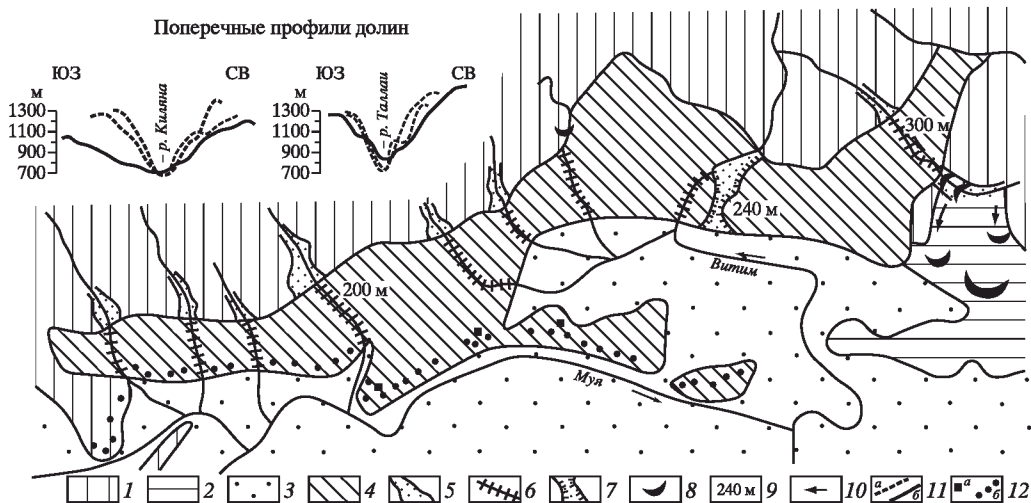 Поперечные профили долин
ЮЗ СВ ЮЗ СВ
м м
1300 1300
1100 1100
900 900
700 700
р. Киляна
р. Таллаи
300 м
240 м
200 м
Витим
Муя
1 2 3 4 5 6 7 8 240 м 9 10 а б 11 а б 12